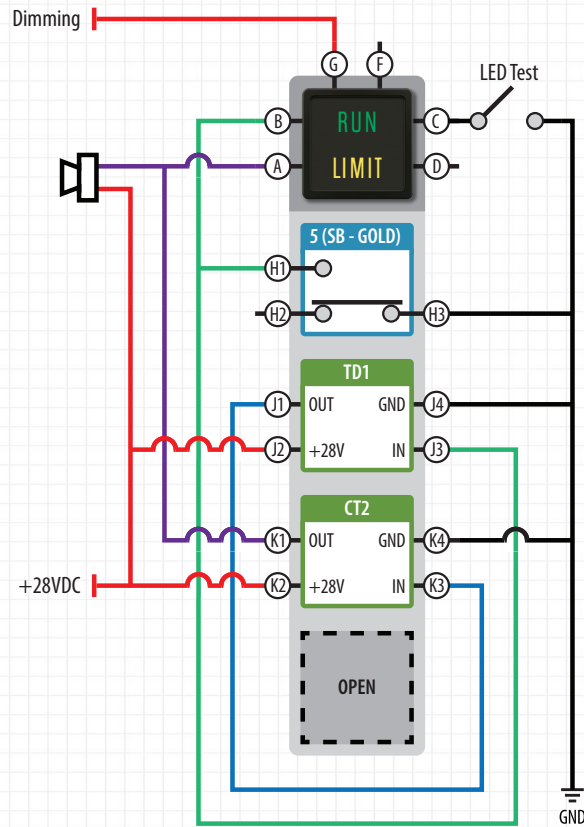 Dimming
G F
LED Test
B RUN C
A LIMIT D
5 (SB - GOLD)
H1
H2 H3
TD1
J1 OUT GND J4
J2 +28V IN J3
CT2
K1 OUT GND K4
+28VDC K2 +28V IN K3
OPEN
GND